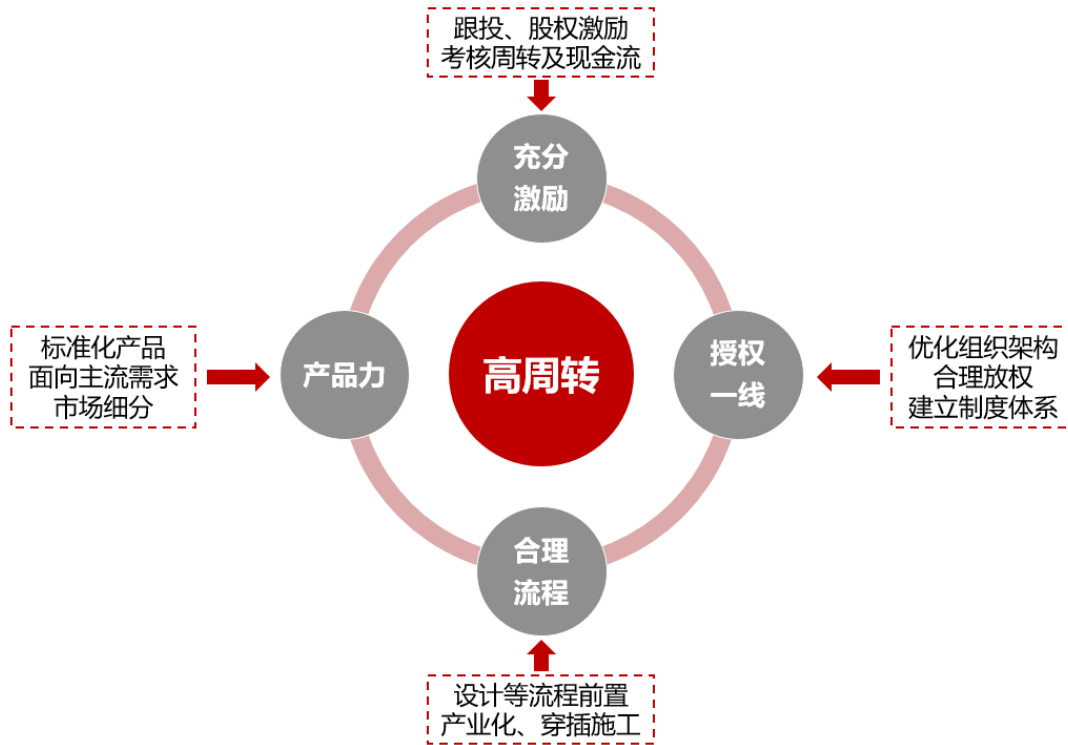 跟投、股权激励
考核周转及现金流
充分
激励
标准化产品
面向主流需求
市场细分
产品力
高周转
授权
一线
优化组织架构
合理放权
建立制度体系
合理
流程
设计等流程前置
产业化、穿插施工